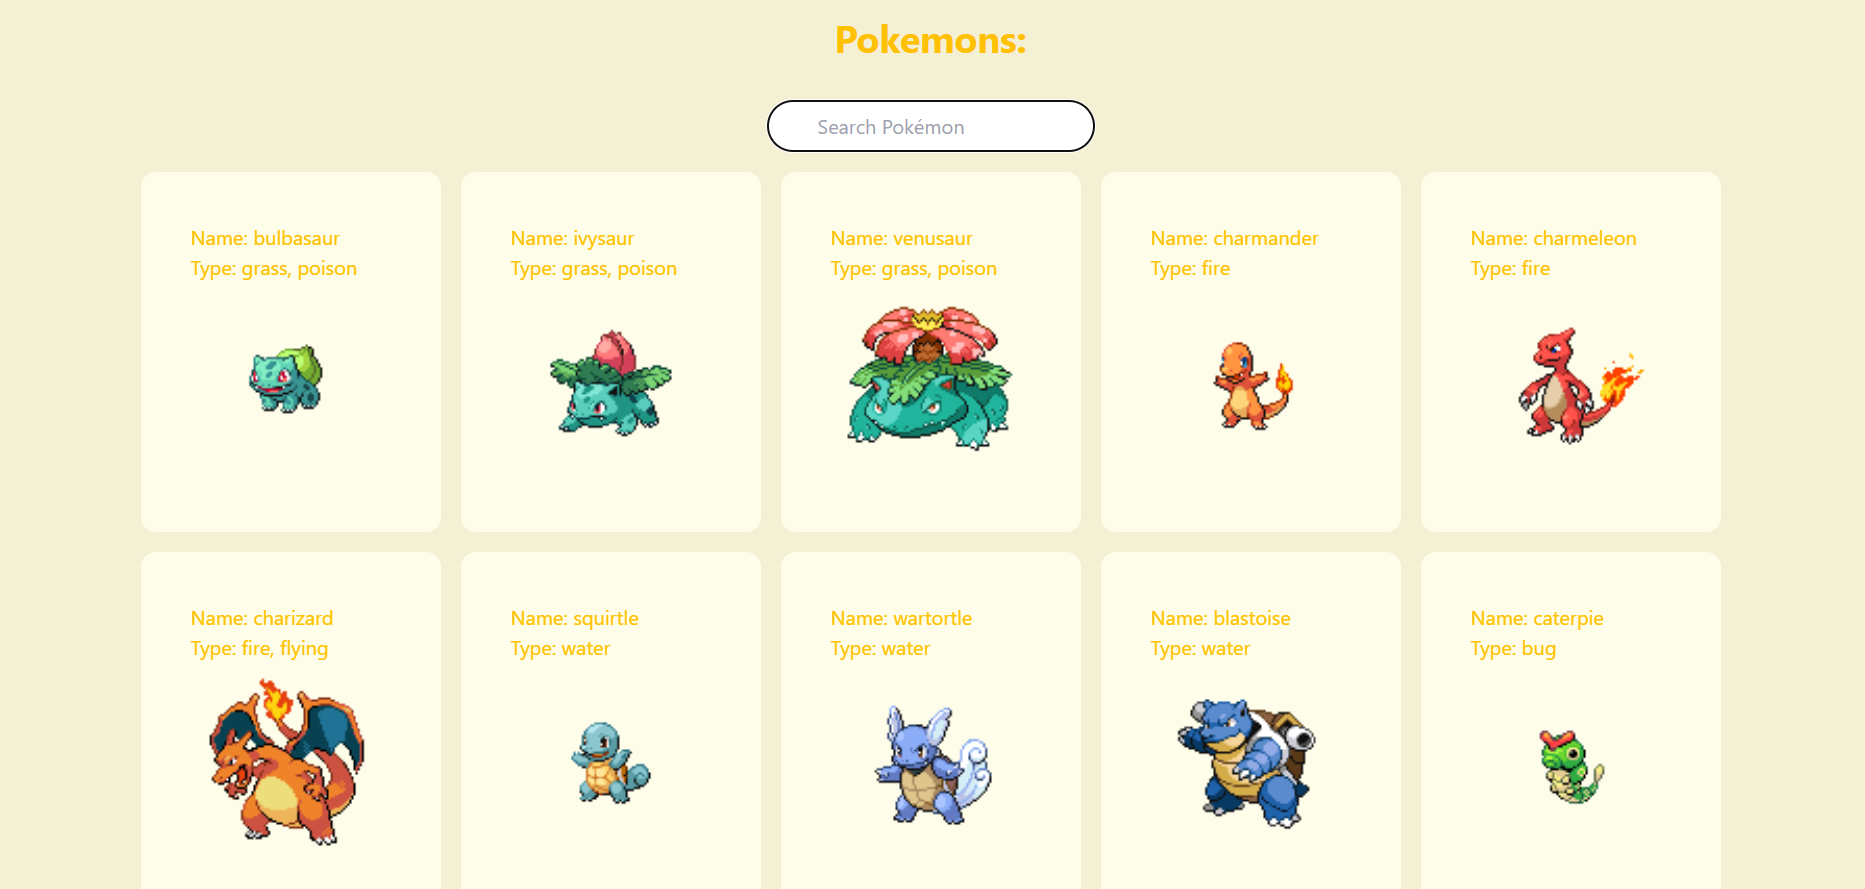 Pokemons:
Search Pokémon
Name: bulbasaur
Type: grass, poison
Name: ivysaur
Type: grass, poison
Name: venusaur
Type: grass, poison
Name: charmander
Type: fire
Name: charmeleon
Type: fire
Name: charizard
Type: fire, flying
Name: squirtle
Type: water
Name: wartortle
Type: water
Name: blastoise
Type: water
Name: caterpie
Type: bug